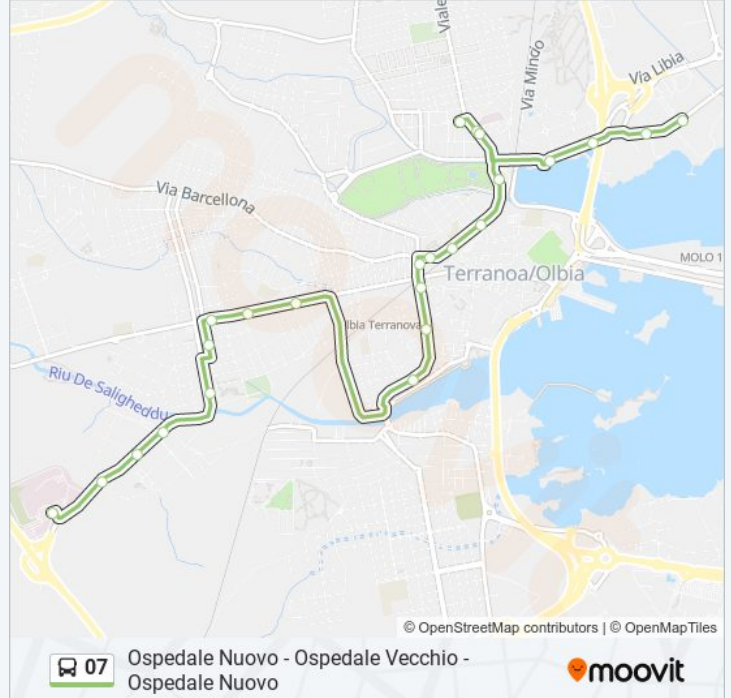 Viale
Via Mincio
Via Libia
Via Barcellona
MOLO 1
Terranoa/Olbia
lbia Terranova
Riu De Saligheddu
© OpenStreetMap contributors | © OpenMapTiles
07
Ospedale Nuovo - Ospedale Vecchio -
Ospedale Nuovo
moovit